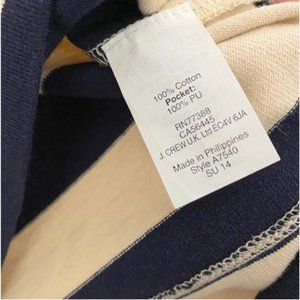 100% Cotton
Pocket:
100% PU
RN77388
CA56445
J. CREW U.K. Ltd EC4V 6JA
Made in Philippines
Style A7540
SU 14